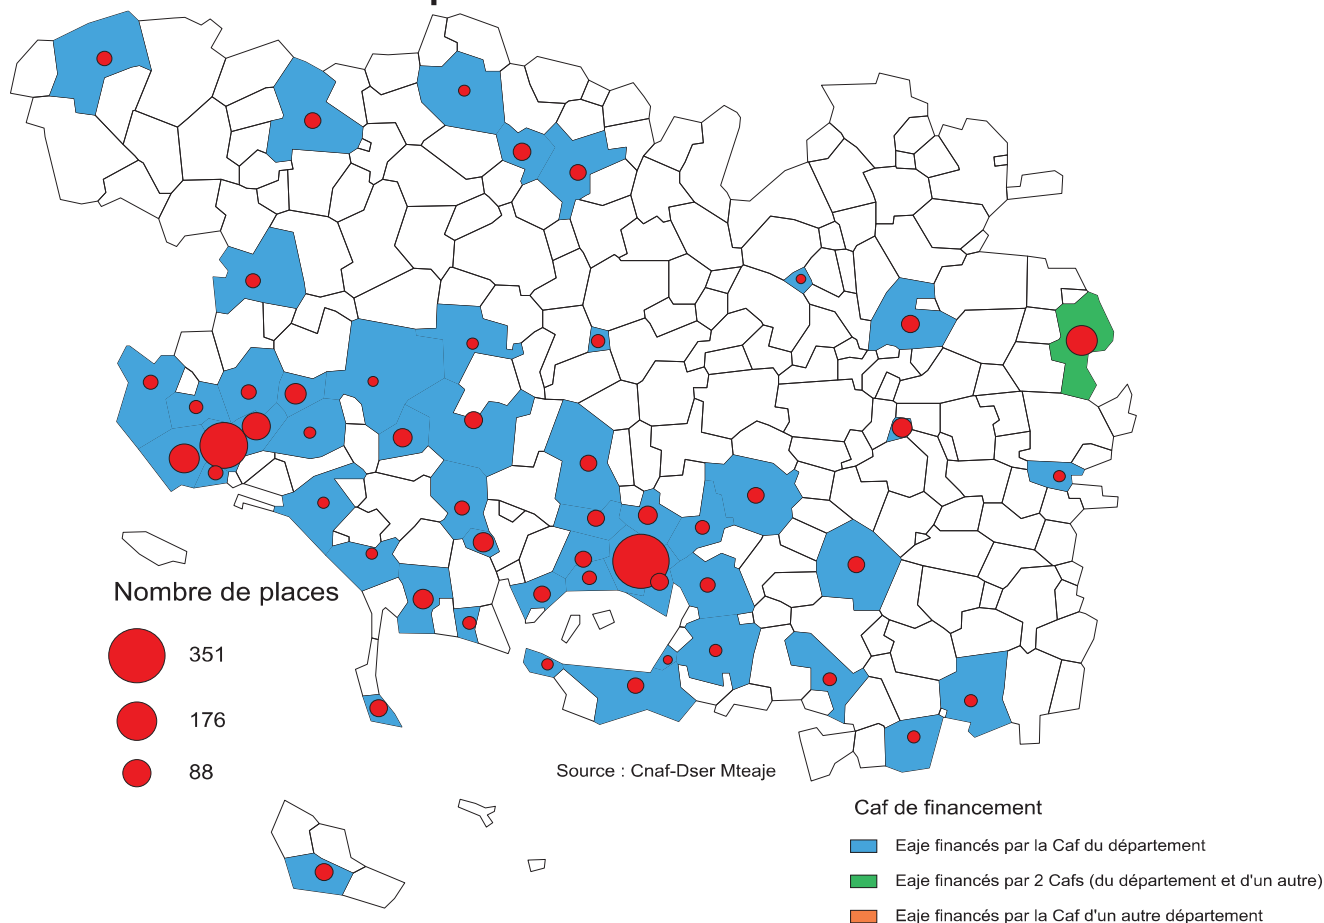 Nombre de places
351
176
88
Source : Cnaf-Dser Mteaje
Caf de financement
Eaje financés par la Caf du département
Eaje financés par 2 Cafs (du département et d'un autre)
Eaje financés par la Caf d'un autre département